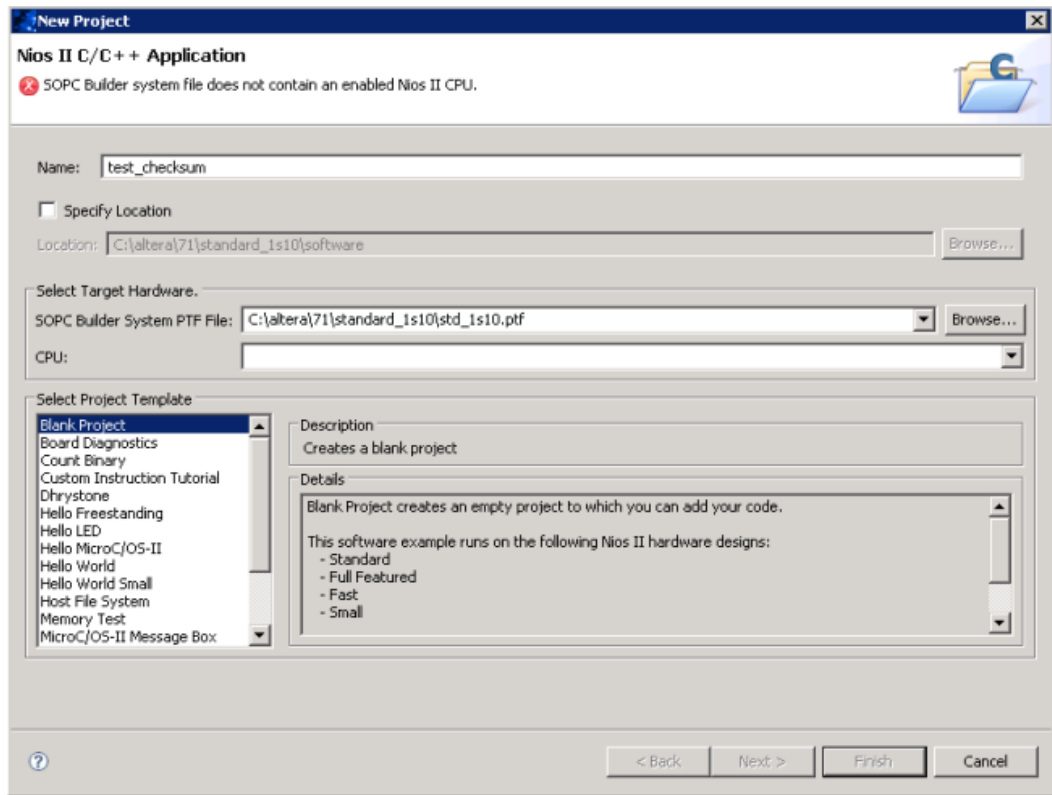 New Project
Nios II C/C++ Application
SOPC Builder system file does not contain an enabled Nios II CPU.
Name: test_checksum
Specify Location
Location: C:\altera\71\standard_1s10\software Browse...
Select Target Hardware.
SOPC Builder System PTF File: C:\altera\71\standard_1s10\std_1s10.ptf Browse...
CPU:
Select Project Template
Blank Project
Board Diagnostics
Count Binary
Custom Instruction Tutorial
Dhrystone
Hello Freestanding
Hello LED
Hello MicroC/OS-II
Hello World
Hello World Small
Host File System
Memory Test
MicroC/OS-II Message Box
Description
Creates a blank project
Details
Blank Project creates an empty project to which you can add your code.
This software example runs on the following Nios II hardware designs:
- Standard
- Full Featured
- Fast
- Small
< Back Next > Finish Cancel